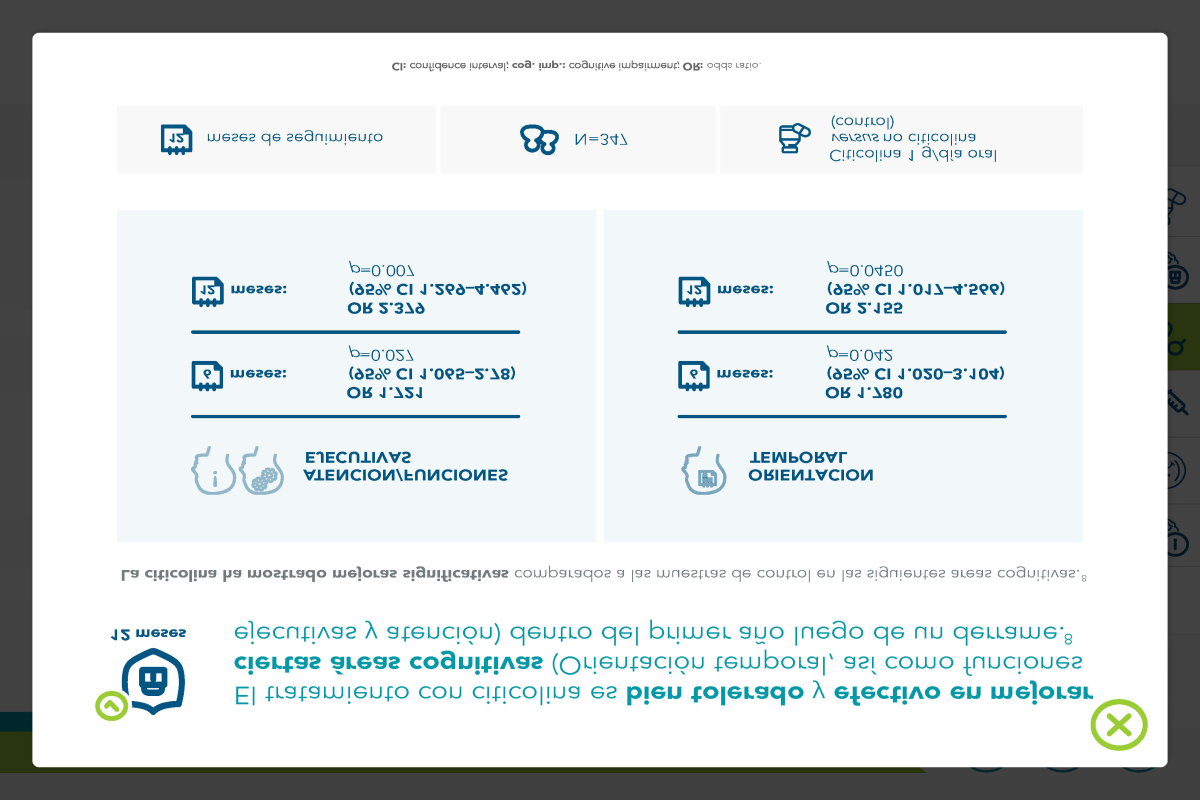 El tratamiento con citicolina es bien tolerado y efectivo en mejorar
ciertas áreas cognitivas (Orientación temporal, así como funciones
ejecutivas y atención) dentro del primer año luego de un derrame.8
12 meses
La citicolina ha mostrado mejoras significativas comparados a las muestras de control en las siguientes areas cognitivas.8
ATENCION/FUNCIONES
EJECUTIVAS
6 meses:
OR 1.721
(95% CI 1.065–2.78)
p=0.027
12 meses:
OR 2.379
(95% CI 1.269–4.462)
p=0.007
ORIENTACION
TEMPORAL
6 meses:
OR 1.780
(95% CI 1.020–3.104)
p=0.042
12 meses:
OR 2.155
(95% CI 1.017–4.566)
p=0.0450
12 meses de seguimiento
N=347
Citicolina 1 g/día oral
versus no citicolina
(control)
CI: confidence interval; cog. imp.: cognitive impairment; OR: odds ratio.